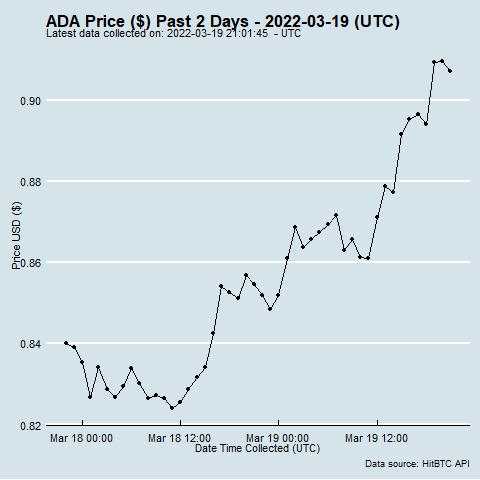 ADA Price ($) Past 2 Days - 2022-03-19 (UTC)
Latest data collected on: 2022-03-19 21:01:45 - UTC
0.90
0.88
0.86
0.84
0.82
Price USD ($)
Mar 18 00:00 Mar 18 12:00 Mar 19 00:00 Mar 19 12:00
Date Time Collected (UTC)
Data source: HitBTC API